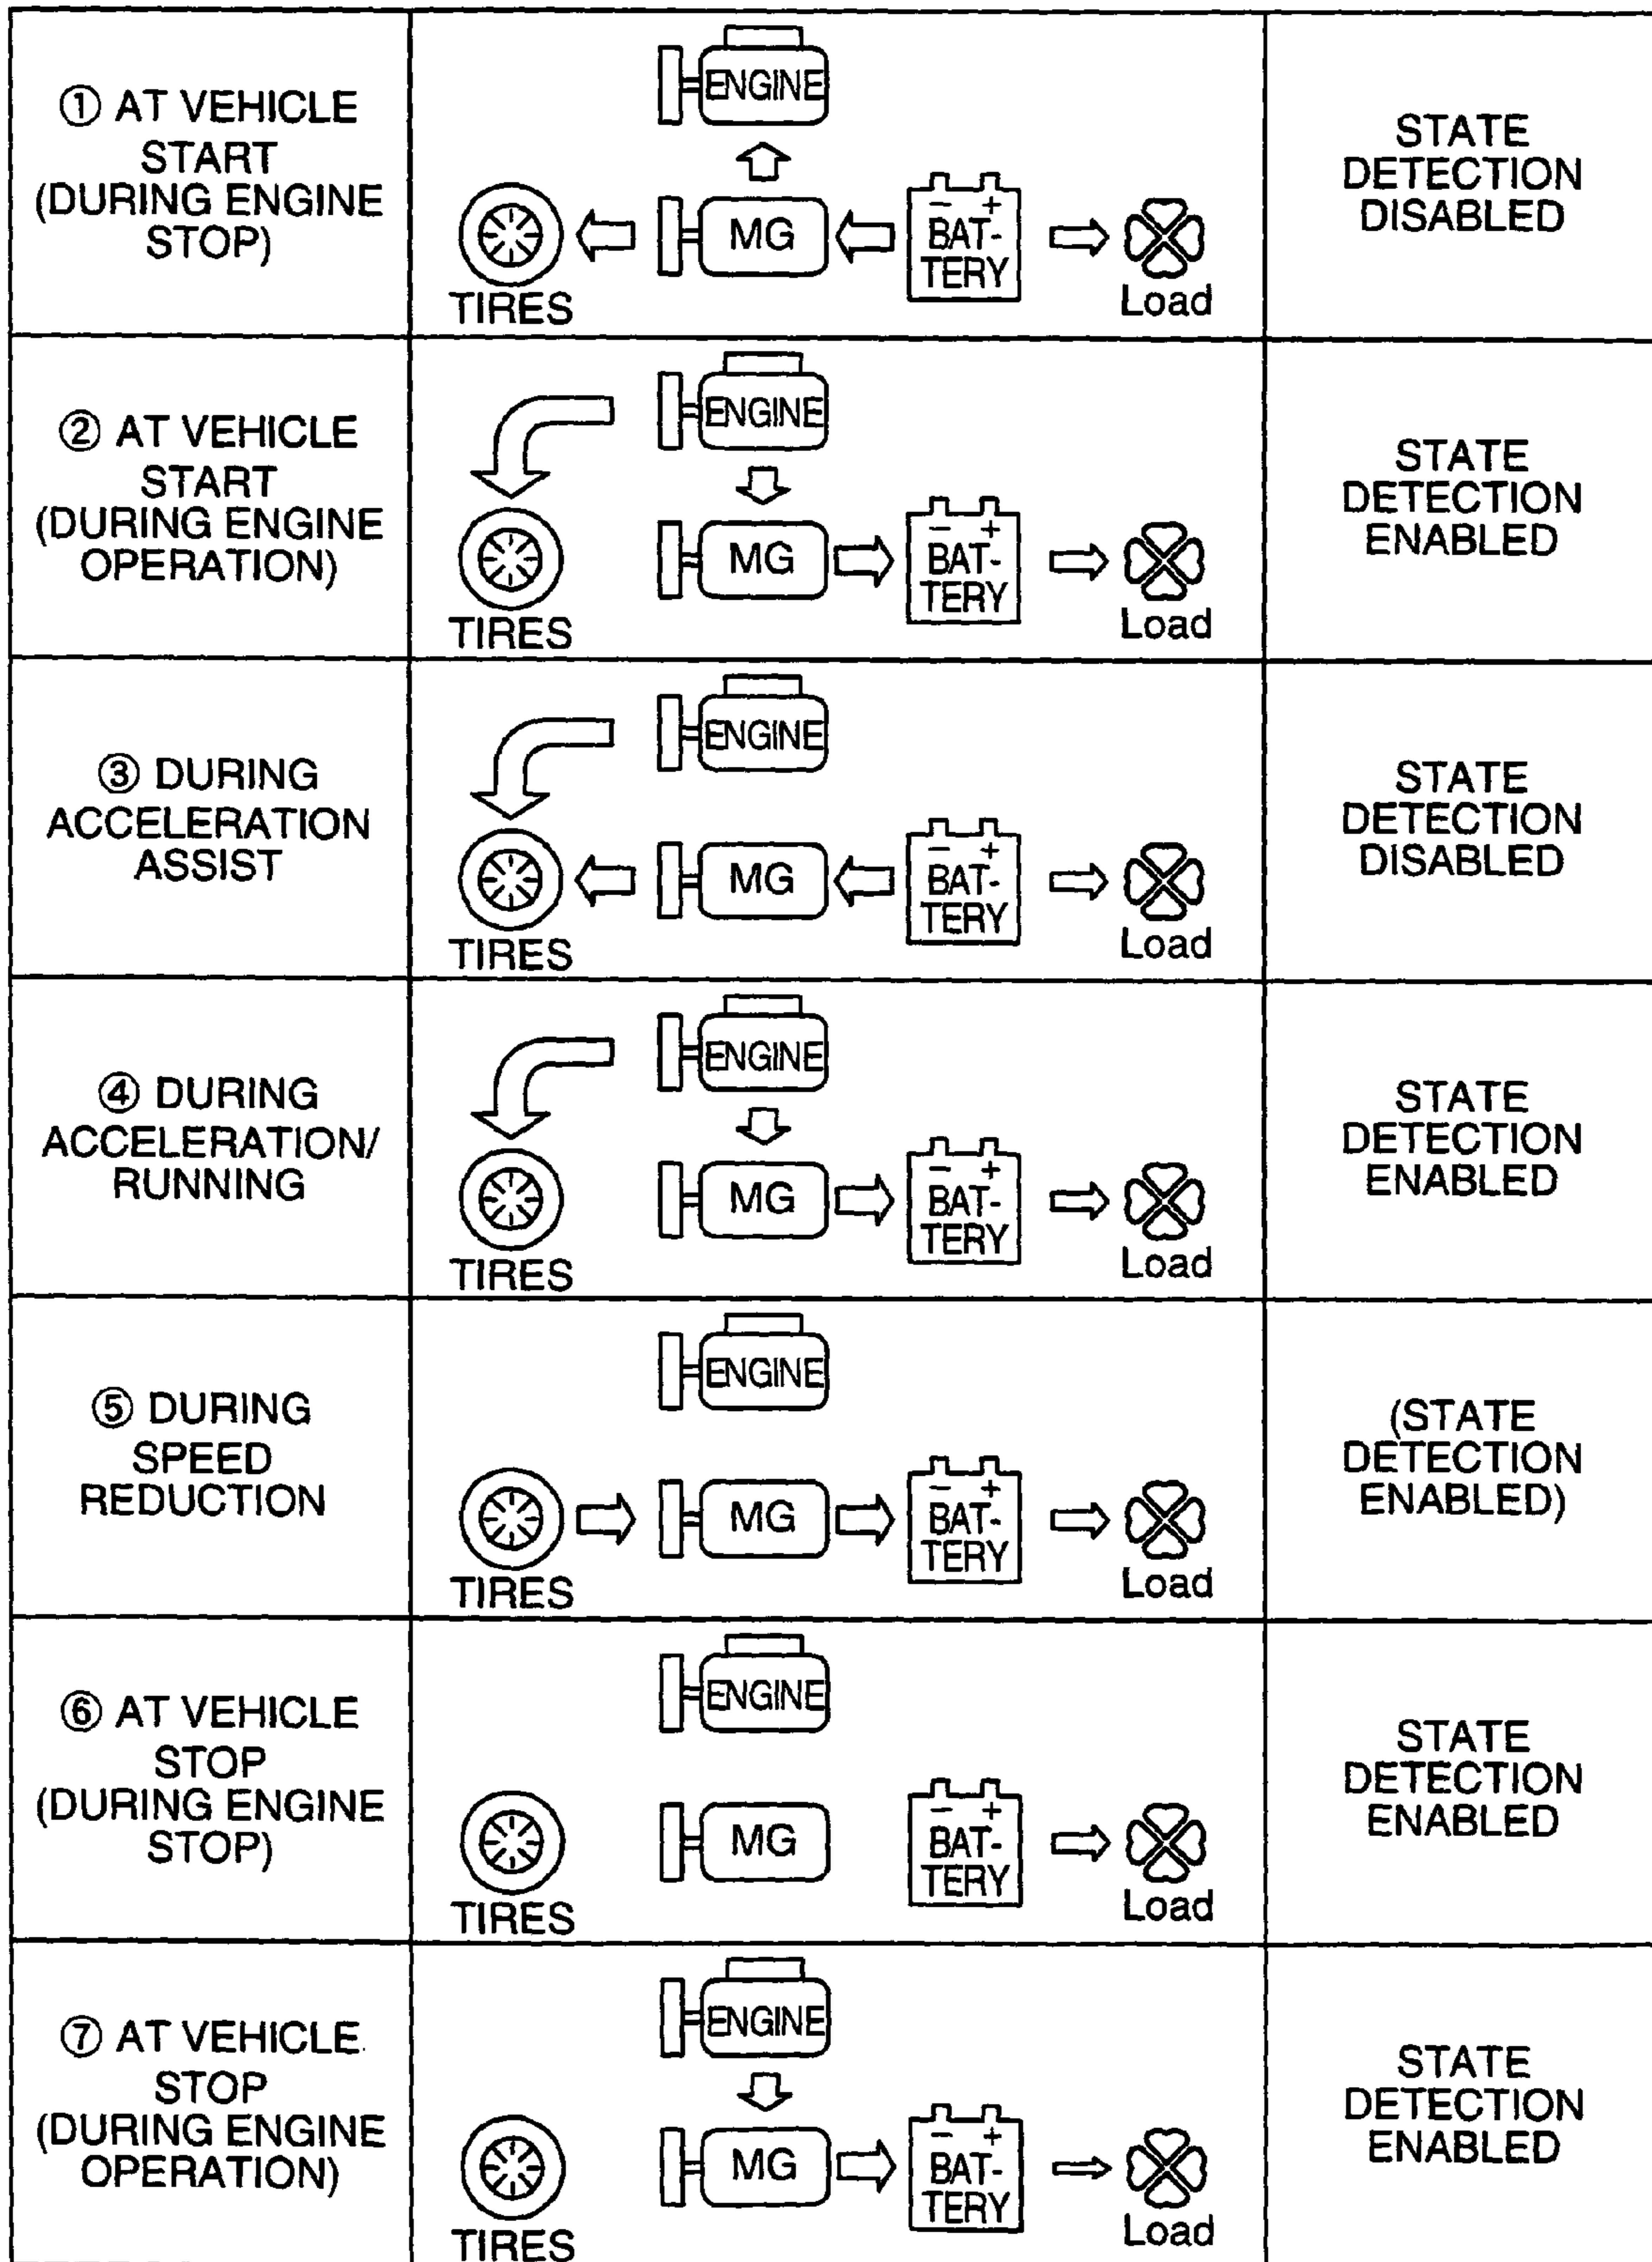 ① AT VEHICLE
START
(DURING ENGINE
STOP)
ENGINE
TIRES
MG
− +
BAT-
TERY
Load
STATE
DETECTION
DISABLED
② AT VEHICLE
START
(DURING ENGINE
OPERATION)
ENGINE
TIRES
MG
− +
BAT-
TERY
Load
STATE
DETECTION
ENABLED
③ DURING
ACCELERATION
ASSIST
ENGINE
TIRES
MG
− +
BAT-
TERY
Load
STATE
DETECTION
DISABLED
④ DURING
ACCELERATION/
RUNNING
ENGINE
TIRES
MG
− +
BAT-
TERY
Load
STATE
DETECTION
ENABLED
⑤ DURING
SPEED
REDUCTION
ENGINE
TIRES
MG
− +
BAT-
TERY
Load
(STATE
DETECTION
ENABLED)
⑥ AT VEHICLE
STOP
(DURING ENGINE
STOP)
ENGINE
TIRES
MG
− +
BAT-
TERY
Load
STATE
DETECTION
ENABLED
⑦ AT VEHICLE
STOP
(DURING ENGINE
OPERATION)
ENGINE
TIRES
MG
− +
BAT-
TERY
Load
STATE
DETECTION
ENABLED